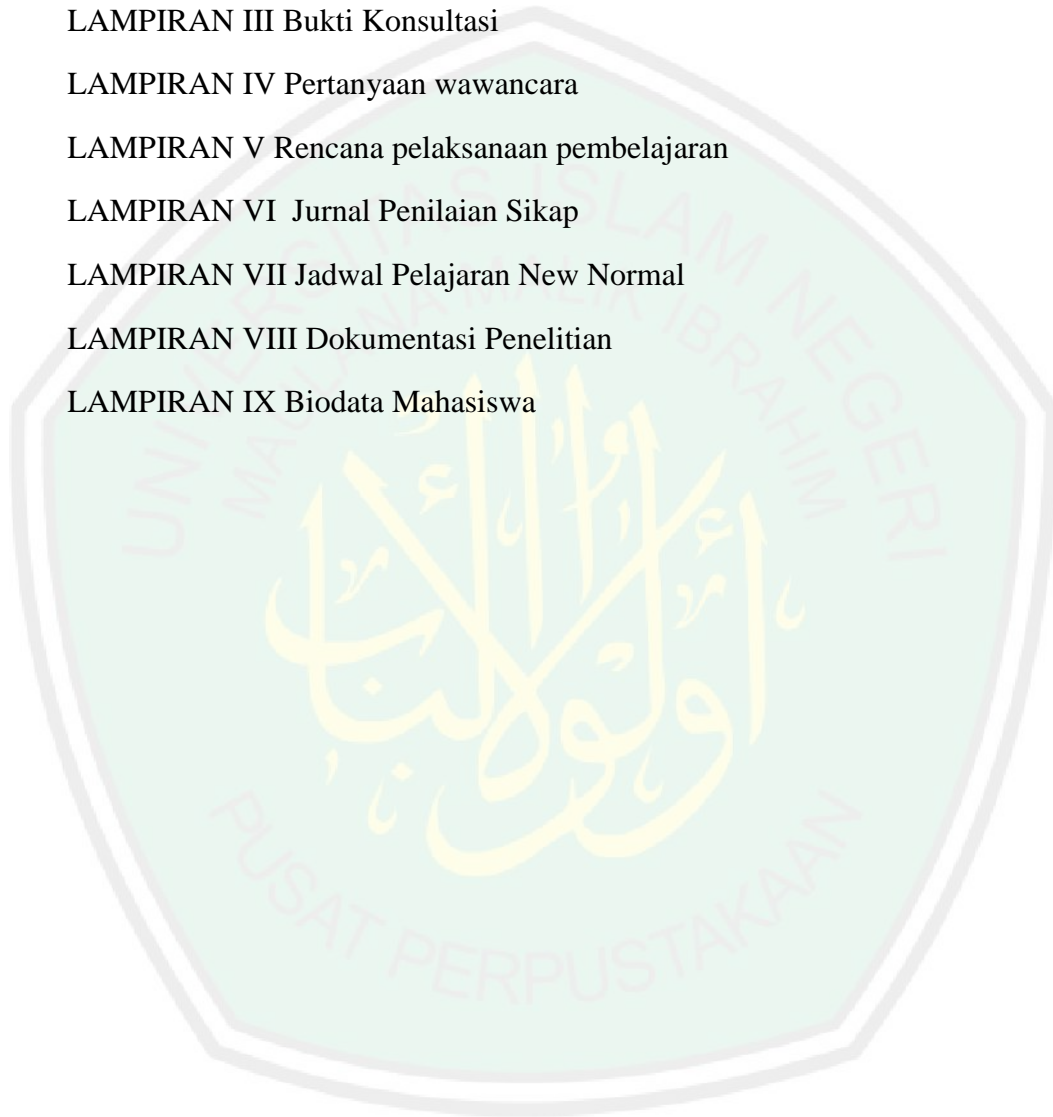 LAMPIRAN III Bukti Konsultasi
LAMPIRAN IV Pertanyaan wawancara
LAMPIRAN V Rencana pelaksanaan pembelajaran
LAMPIRAN VI  Jurnal Penilaian Sikap
LAMPIRAN VII Jadwal Pelajaran New Normal
LAMPIRAN VIII Dokumentasi Penelitian
LAMPIRAN IX Biodata Mahasiswa
UNIVERSITAS ISLAM NEGERI
MAULANA MALIK IBRAHIM
أولو الألباب
PUSAT PERPUSTAKAAN